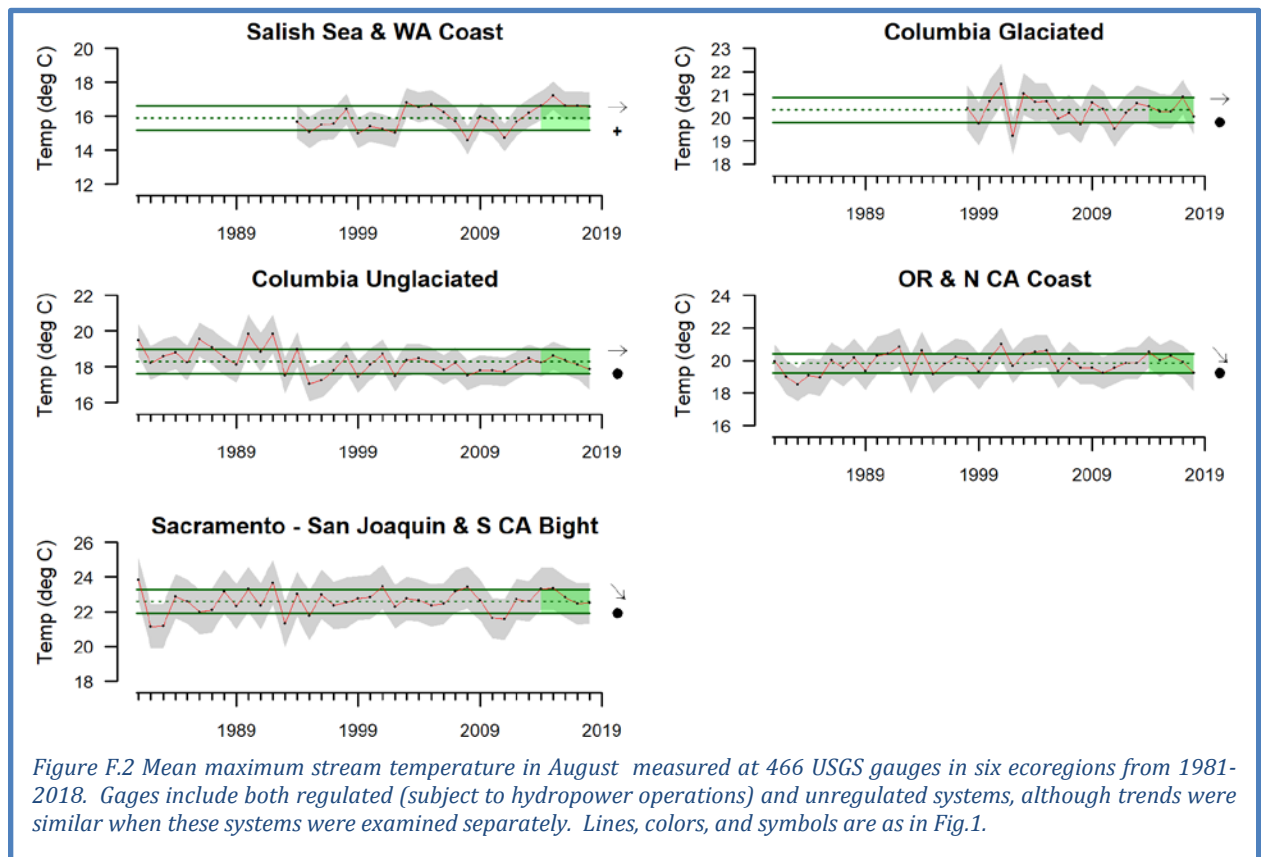 Salish Sea & WA Coast
Temp (deg C)
20
18
16
14
12
1989 1999 2009 2019
Columbia Glaciated
Temp (deg C)
23
22
21
20
19
18
1989 1999 2009 2019
Columbia Unglaciated
Temp (deg C)
22
20
18
16
1989 1999 2009 2019
OR & N CA Coast
Temp (deg C)
24
22
20
18
16
1989 1999 2009 2019
Sacramento - San Joaquin & S CA Bight
Temp (deg C)
26
24
22
20
18
1989 1999 2009 2019
Figure F.2 Mean maximum stream temperature in August measured at 466 USGS gauges in six ecoregions from 1981-
2018. Gages include both regulated (subject to hydropower operations) and unregulated systems, although trends were
similar when these systems were examined separately. Lines, colors, and symbols are as in Fig.1.